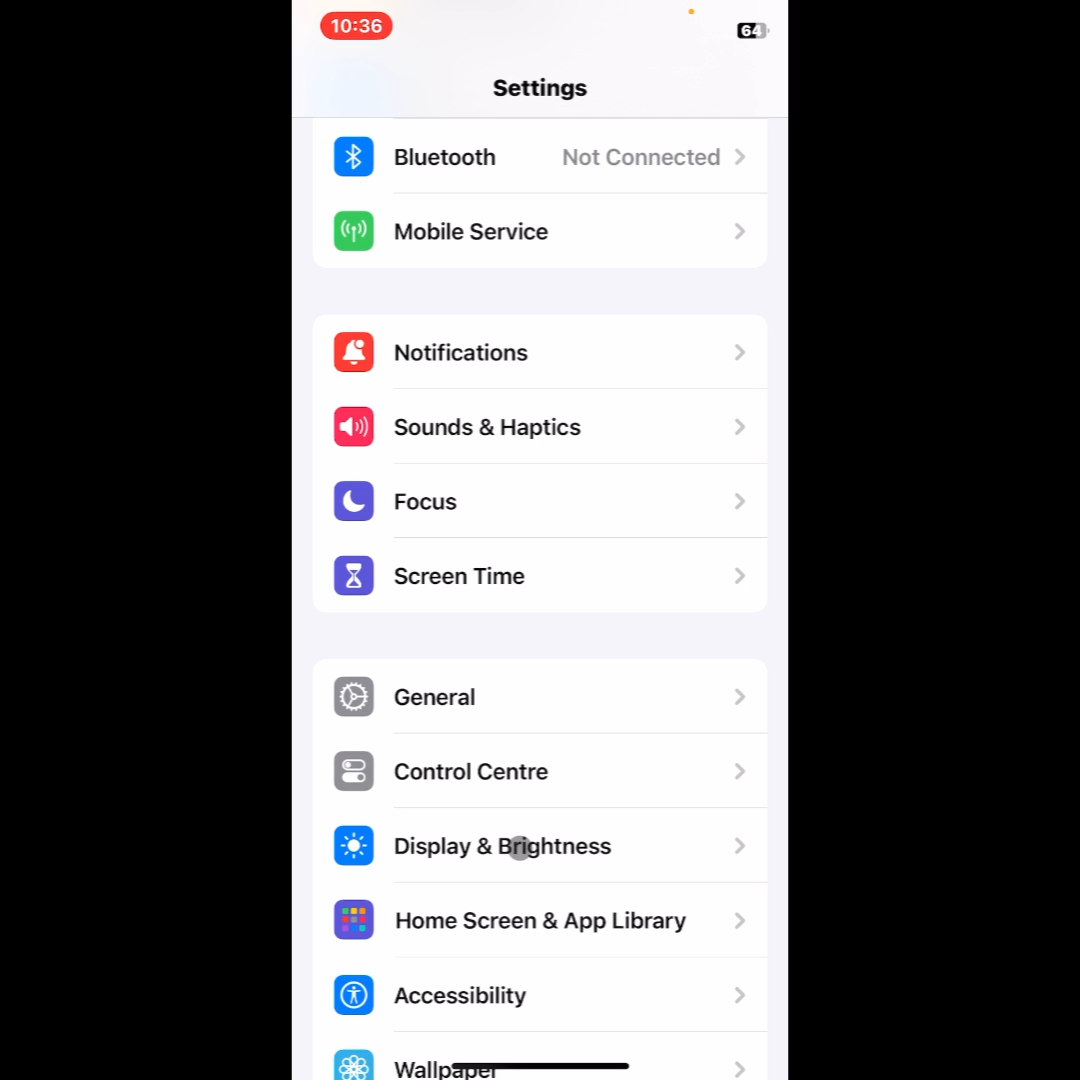 10:36
64
Settings
Bluetooth Not Connected
Mobile Service
Notifications
Sounds & Haptics
Focus
Screen Time
General
Control Centre
Display & Brightness
Home Screen & App Library
Accessibility
Wallpaper